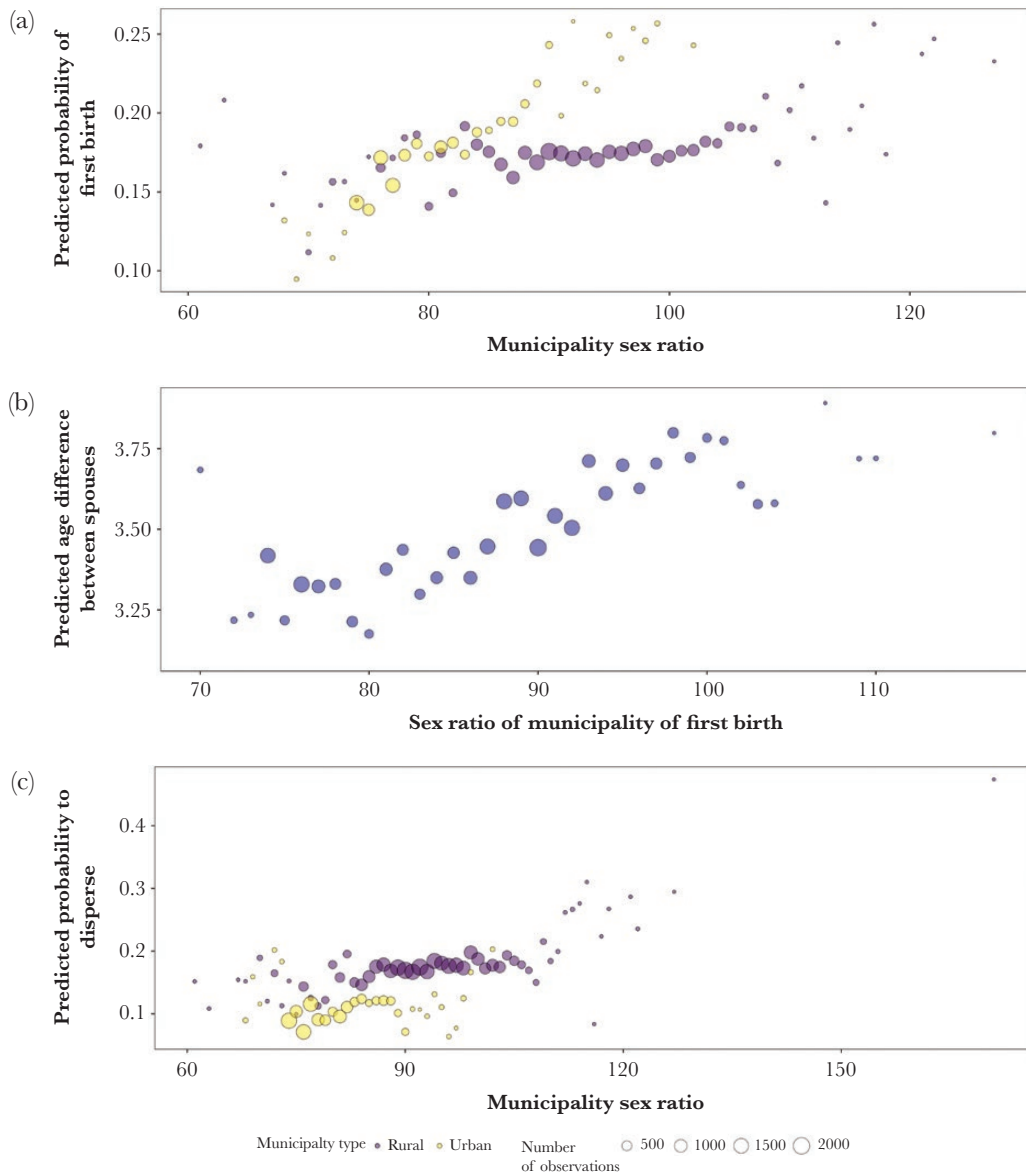 (a)
0.25
0.20
0.15
0.10
Predicted probability of
first birth
60
80
100
120
Municipality sex ratio
(b)
3.75
3.50
3.25
Predicted age difference
between spouses
70
80
90
100
110
Sex ratio of municipality of first birth
(c)
0.4
0.3
0.2
0.1
Predicted probability to
disperse
60
90
120
150
Municipality sex ratio
Municipalty type Rural Urban Number
of observations 500 1000 1500 2000